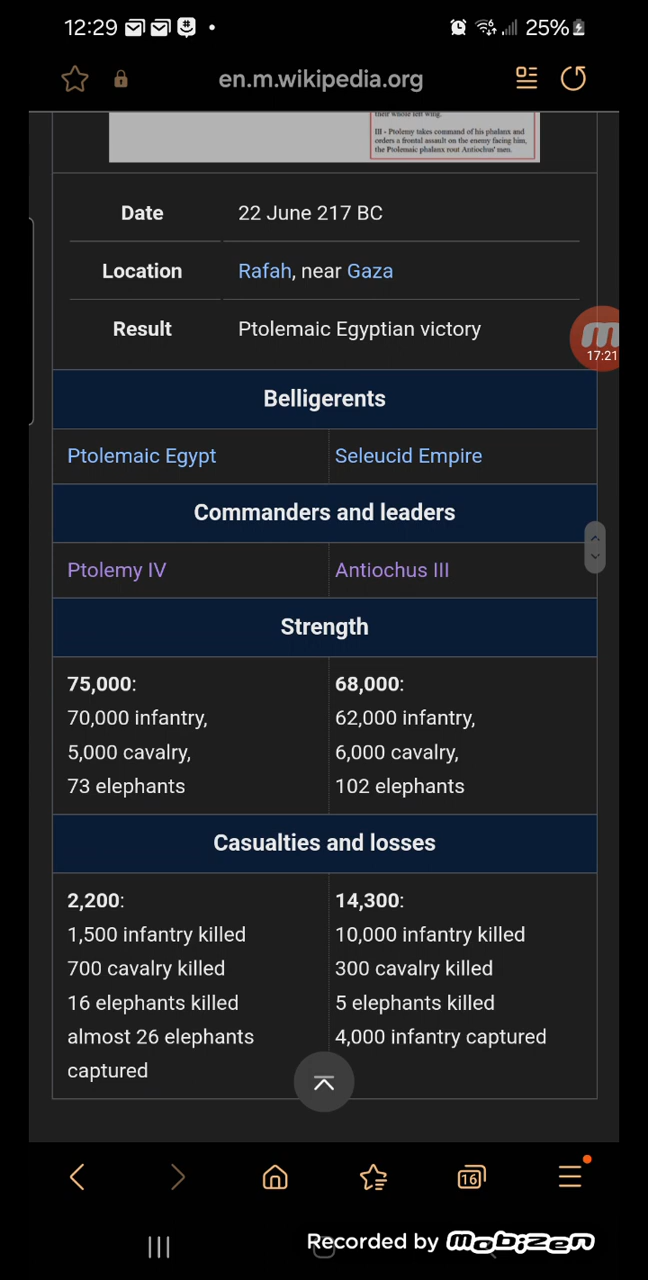 12:29
25%
en.m.wikipedia.org
their whole left wing.
III - Ptolemy takes command of his phalanx and
orders a frontal assault on the enemy facing him,
the Ptolemaic phalanx rout Antiochus' men.
Date 22 June 217 BC
Location Rafah, near Gaza
Result Ptolemaic Egyptian victory
17:21
Belligerents
Ptolemaic Egypt Seleucid Empire
Commanders and leaders
Ptolemy IV Antiochus III
Strength
75,000: 68,000:
70,000 infantry, 62,000 infantry,
5,000 cavalry, 6,000 cavalry,
73 elephants 102 elephants
Casualties and losses
2,200: 14,300:
1,500 infantry killed 10,000 infantry killed
700 cavalry killed 300 cavalry killed
16 elephants killed 5 elephants killed
almost 26 elephants 4,000 infantry captured
captured
16
Recorded by Mobizen